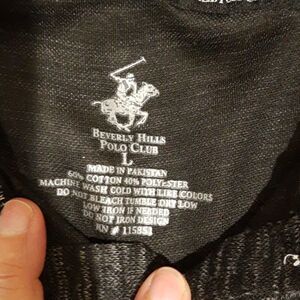 BEVERLY HILLS
POLO CLUB
L
MADE IN PAKISTAN
60% COTTON 40% POLYESTER
MACHINE WASH COLD WITH LIKE COLORS
DO NOT BLEACH TUMBLE DRY LOW
LOW IRON IF NEEDED
DO NOT IRON DESIGN
RN # 115851